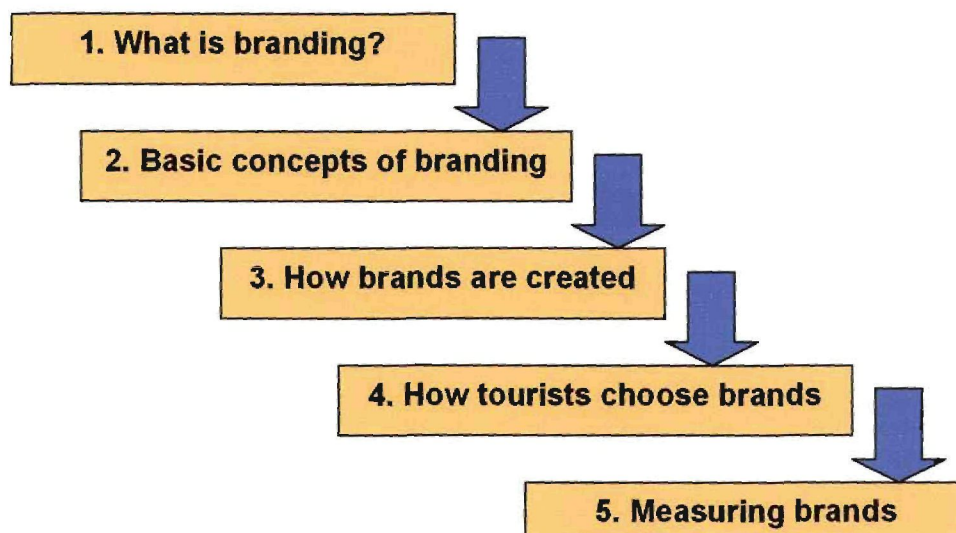 1. What is branding?
2. Basic concepts of branding
3. How brands are created
4. How tourists choose brands
5. Measuring brands